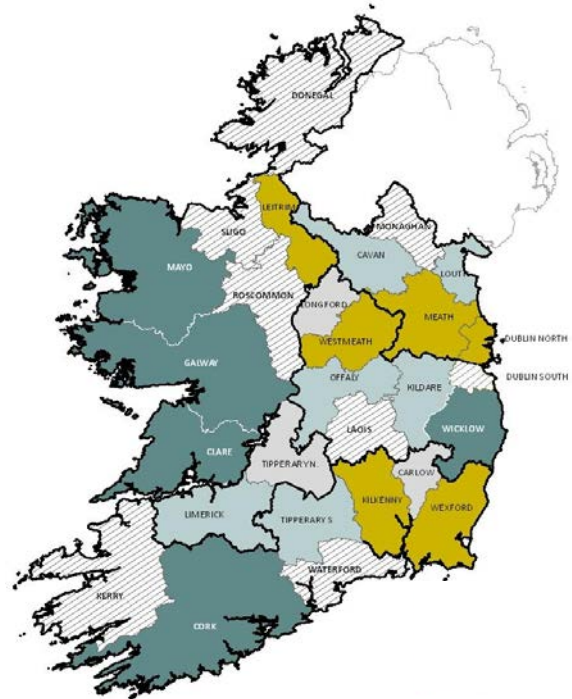 DONEGAL
LEITRIM
SLIGO
MONAGHAN
CAVAN
LOUTH
MAYO
ROSCOMMON
LONGFORD
MEATH
WESTMEATH
DUBLIN NORTH
GALWAY
OFFALY
KILDARE
DUBLIN SOUTH
LAOIS
WICKLOW
CLARE
TIPPERARY N.
CARLOW
KILKENNY
WEXFORD
LIMERICK
TIPPERARY S
WATERFORD
KERRY
CORK